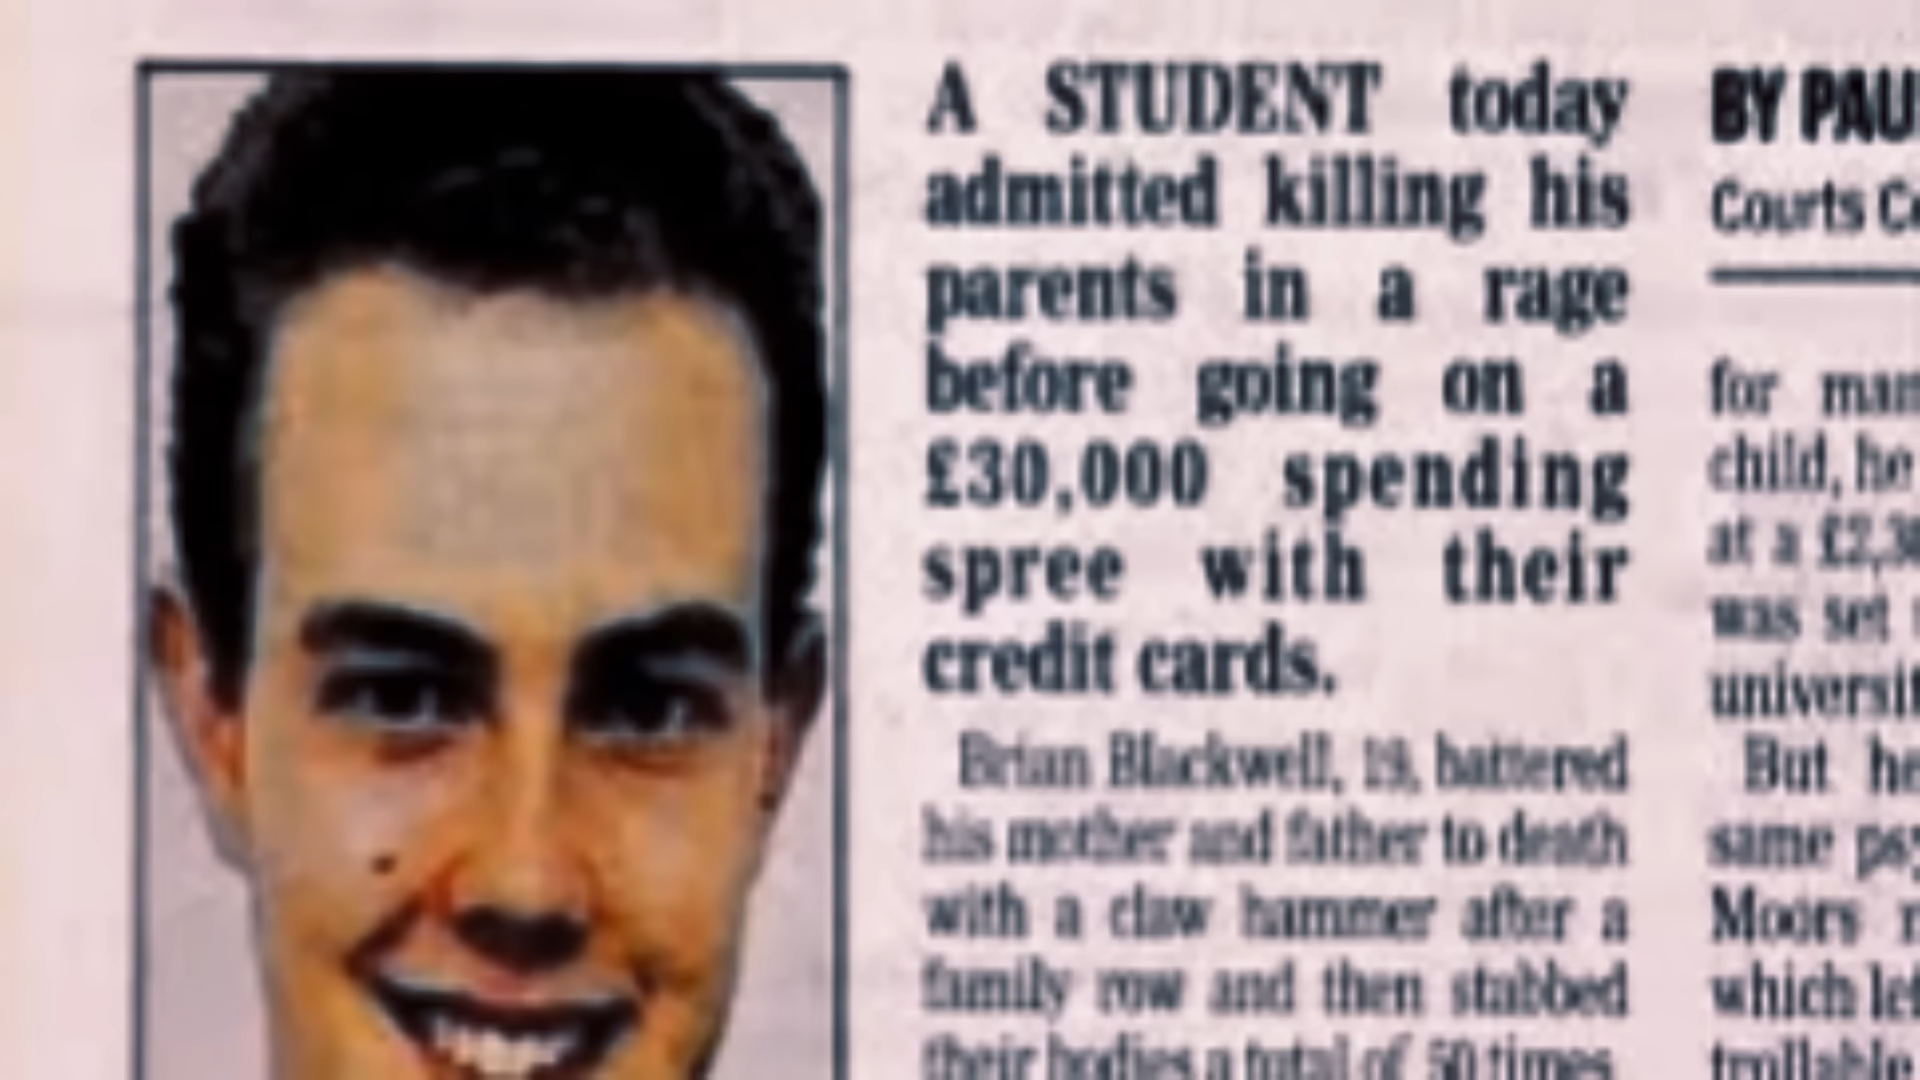 A STUDENT today
admitted killing his
parents in a rage
before going on a
£30,000 spending
spree with their
credit cards.
Brian Blackwell, 19, battered
his mother and father to death
with a claw hammer after a
family row and then stabbed
their bodies a total of 50 times
BY PAU
Courts Co
for man
child, he
at a £2,3
was set
universit
But he
same psy
Moors
which lef
trollable